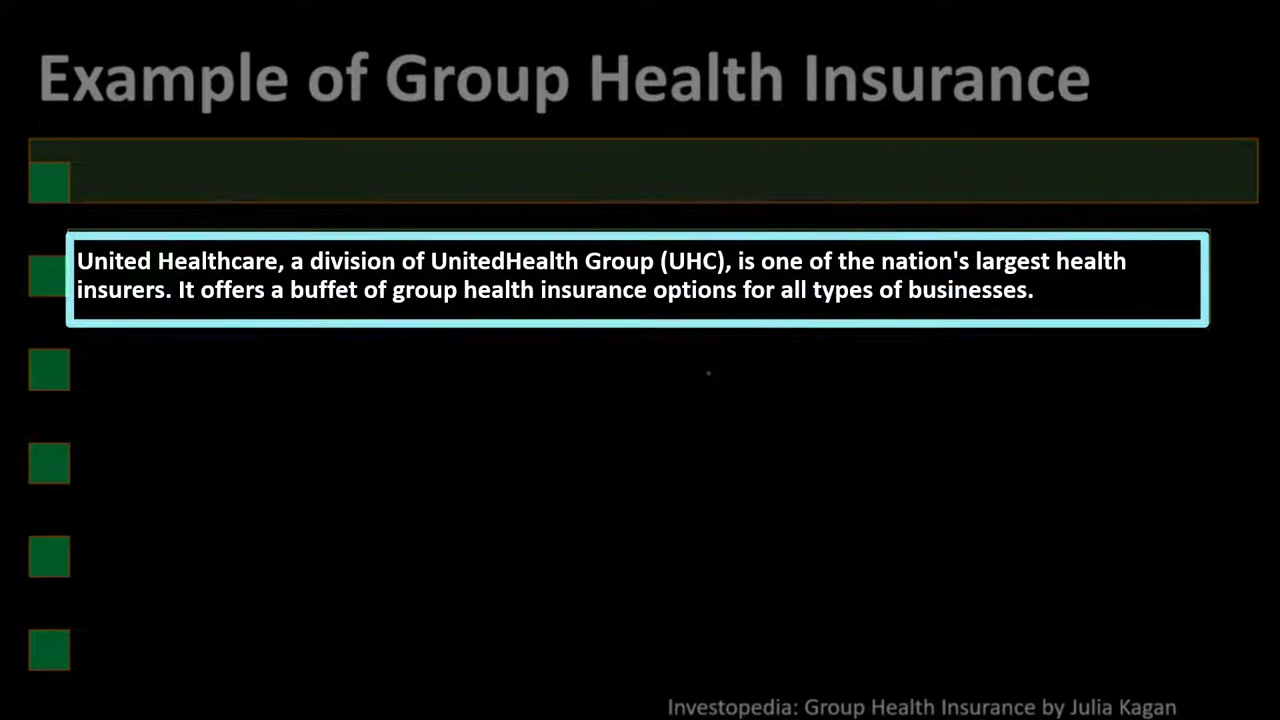 Example of Group Health Insurance
United Healthcare, a division of UnitedHealth Group (UHC), is one of the nation's largest health
insurers. It offers a buffet of group health insurance options for all types of businesses.
Investopedia: Group Health Insurance by Julia Kagan